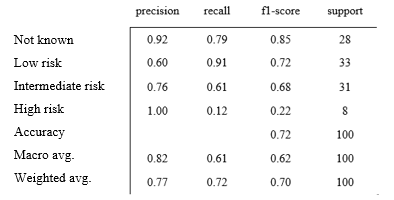 precision recall f1-score support
Not known 0.92 0.79 0.85 28
Low risk 0.60 0.91 0.72 33
Intermediate risk 0.76 0.61 0.68 31
High risk 1.00 0.12 0.22 8
Accuracy 0.72 100
Macro avg. 0.82 0.61 0.62 100
Weighted avg. 0.77 0.72 0.70 100